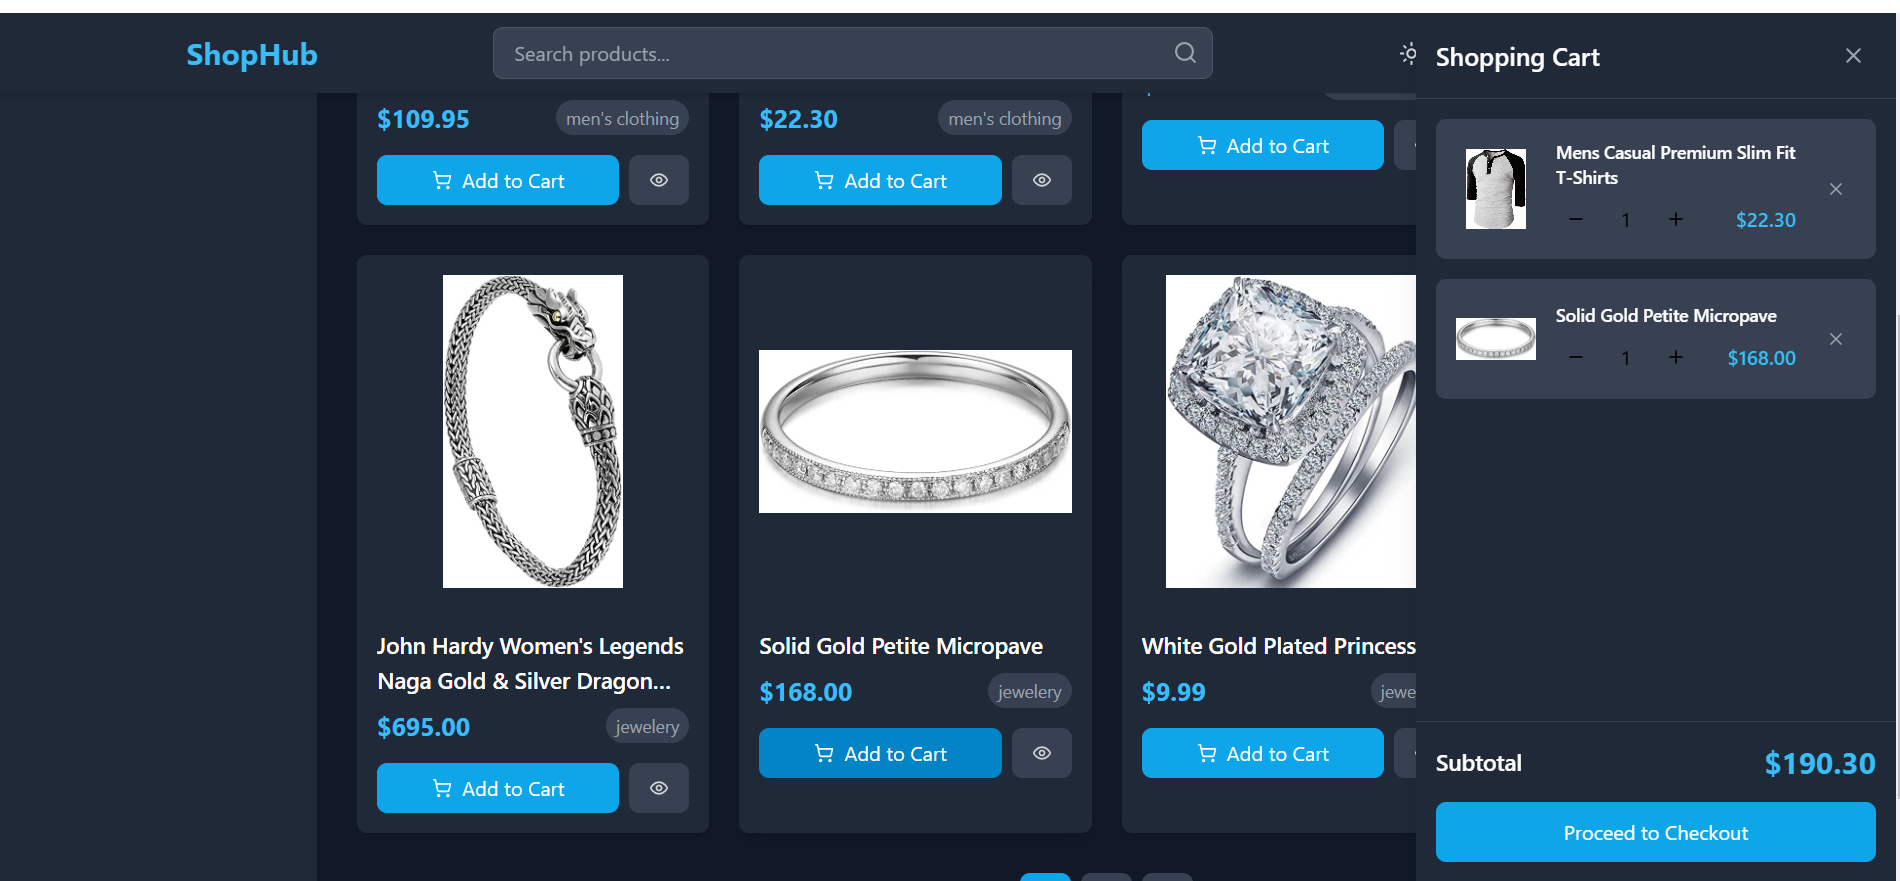 ShopHub
Search products...
$109.95
men's clothing
Add to Cart
$22.30
men's clothing
Add to Cart
Add to Cart
John Hardy Women's Legends
Naga Gold & Silver Dragon...
$695.00
jewelery
Add to Cart
Solid Gold Petite Micropave
$168.00
jewelery
Add to Cart
White Gold Plated Princess
$9.99
Add to Cart
Shopping Cart
Mens Casual Premium Slim Fit
T-Shirts
− 1 + $22.30
Solid Gold Petite Micropave
− 1 + $168.00
Subtotal $190.30
Proceed to Checkout